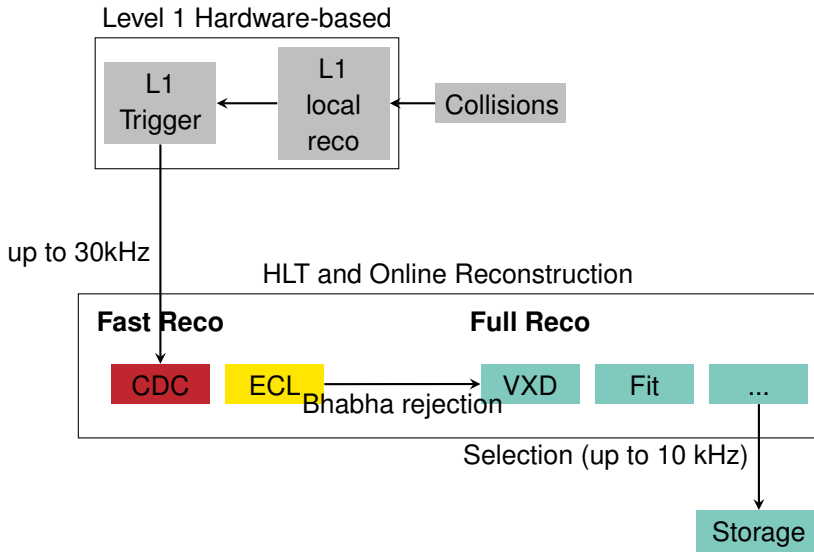 Level 1 Hardware-based
L1
Trigger
L1
local
reco
Collisions
up to 30kHz
HLT and Online Reconstruction
Fast Reco
Full Reco
CDC
ECL
VXD
Fit
...
Bhabha rejection
Selection (up to 10 kHz)
Storage